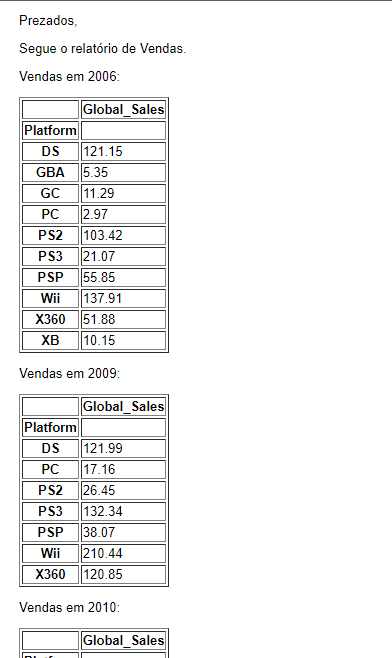 Prezados,
Segue o relatório de Vendas.
Vendas em 2006:
Global_Sales
Platform
DS 121.15
GBA 5.35
GC 11.29
PC 2.97
PS2 103.42
PS3 21.07
PSP 55.85
Wii 137.91
X360 51.88
XB 10.15
Vendas em 2009:
Global_Sales
Platform
DS 121.99
PC 17.16
PS2 26.45
PS3 132.34
PSP 38.07
Wii 210.44
X360 120.85
Vendas em 2010:
Global_Sales